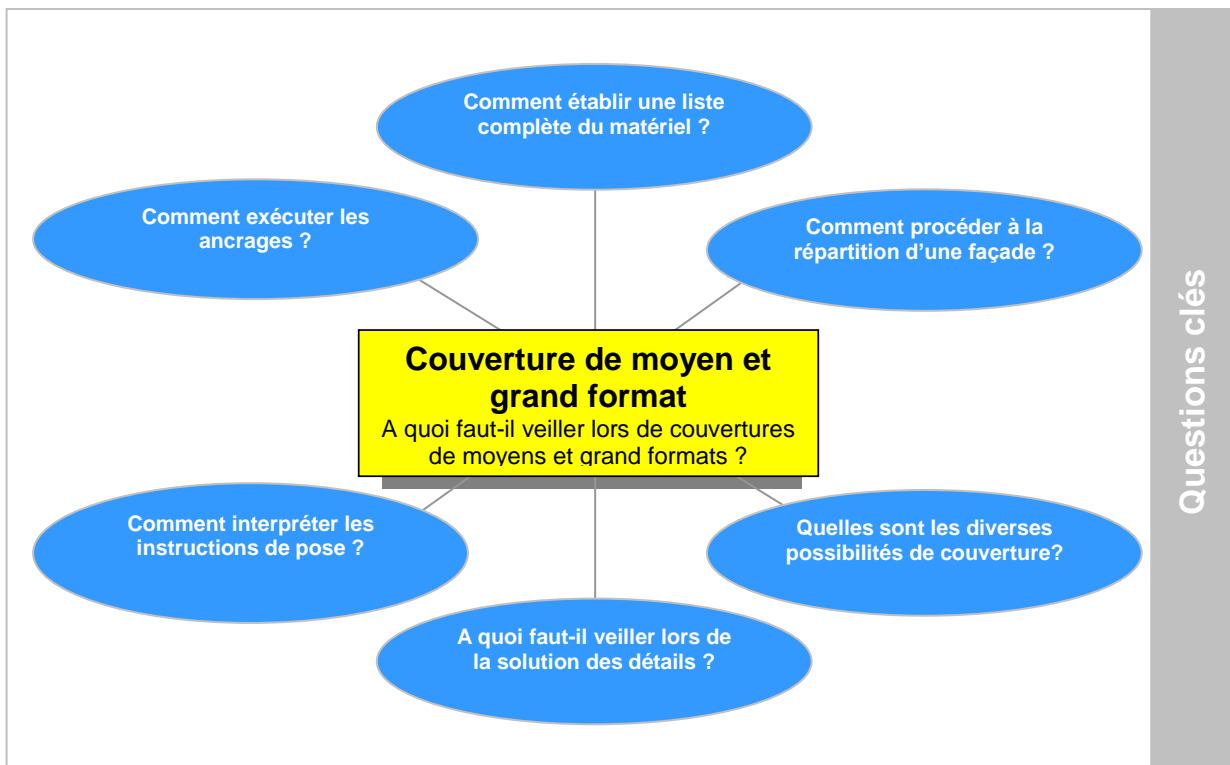 Comment établir une liste
complète du matériel ?
Comment exécuter les
ancrages ?
Comment procéder à la
répartition d'une façade ?
Couverture de moyen et
grand format
A quoi faut-il veiller lors de couvertures
de moyens et grand formats ?
Comment interpréter les
instructions de pose ?
Quelles sont les diverses
possibilités de couverture?
A quoi faut-il veiller lors de
la solution des détails ?
Questions clés